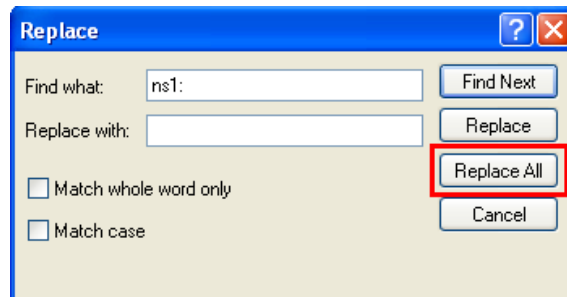 Replace
Find what: ns1: Find Next
Replace with: Replace
Replace All
Match whole word only
Cancel
Match case